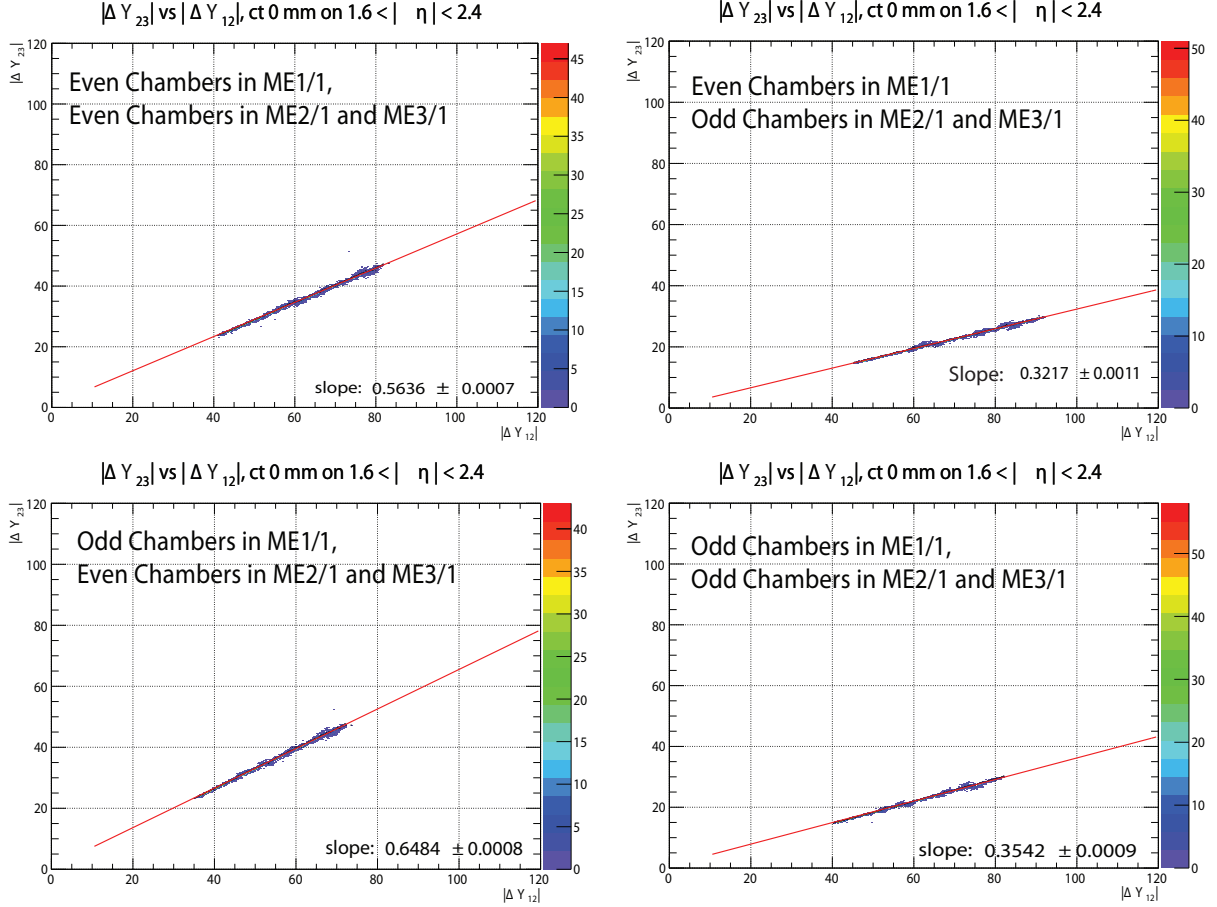 |Δ Y 23| vs | Δ Y 12|, ct 0 mm on 1.6 < | η | < 2.4
|Δ Y 23|
120
100
80
60
40
20
0
Even Chambers in ME1/1,
Even Chambers in ME2/1 and ME3/1
slope: 0.5636 ± 0.0007
0 20 40 60 80 100 120
|Δ Y 12|
45
40
35
30
25
20
15
10
5
0
|Δ Y 23| vs | Δ Y 12|, ct 0 mm on 1.6 < | η | < 2.4
|Δ Y 23|
120
100
80
60
40
20
0
Even Chambers in ME1/1
Odd Chambers in ME2/1 and ME3/1
Slope: 0.3217 ± 0.0011
0 20 40 60 80 100 120
|Δ Y 12|
50
40
30
20
10
0
|Δ Y 23| vs | Δ Y 12|, ct 0 mm on 1.6 < | η | < 2.4
|Δ Y 23|
120
100
80
60
40
20
0
Odd Chambers in ME1/1,
Even Chambers in ME2/1 and ME3/1
slope: 0.6484 ± 0.0008
0 20 40 60 80 100 120
|Δ Y 12|
40
35
30
25
20
15
10
5
0
|Δ Y 23| vs | Δ Y 12|, ct 0 mm on 1.6 < | η | < 2.4
|Δ Y 23|
120
100
80
60
40
20
0
Odd Chambers in ME1/1,
Odd Chambers in ME2/1 and ME3/1
slope: 0.3542 ± 0.0009
0 20 40 60 80 100 120
|Δ Y 12|
50
40
30
20
10
0